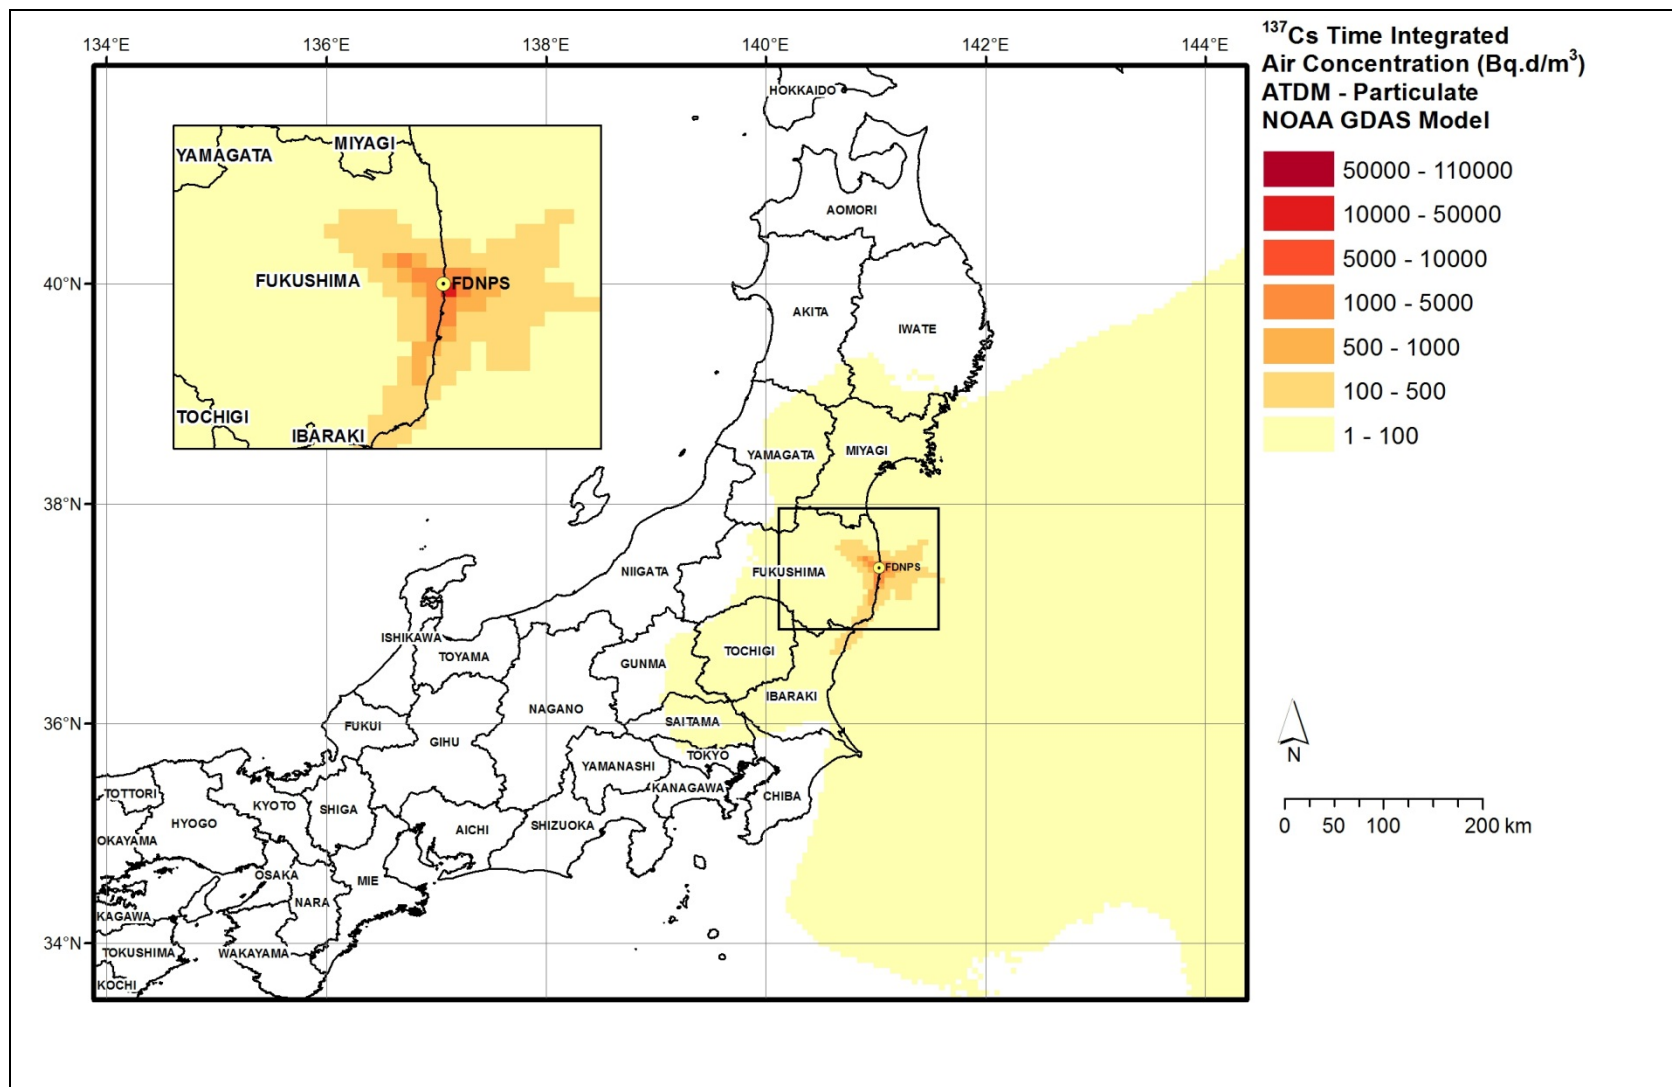 134°E 136°E 138°E 140°E 142°E 144°E
¹³⁷Cs Time Integrated
Air Concentration (Bq.d/m³)
ATDM - Particulate
NOAA GDAS Model
50000 - 110000
10000 - 50000
5000 - 10000
1000 - 5000
500 - 1000
100 - 500
1 - 100
N
0 50 100 200 km
40°N
38°N
36°N
34°N
YAMAGATA
MIYAGI
FUKUSHIMA
FDNPS
TOCHIGI
IBARAKI
HOKKAIDO
AOMORI
AKITA
IWATE
YAMAGATA
MIYAGI
NIIGATA
FUKUSHIMA
FDNPS
ISHIKAWA
TOYAMA
GUNMA
TOCHIGI
IBARAKI
NAGANO
SAITAMA
FUKUI
GIHU
TOKYO
YAMANASHI
KANAGAWA
CHIBA
TOTTORI
KYOTO
SHIGA
HYOGO
AICHI
SHIZUOKA
OKAYAMA
OSAKA
MIE
NARA
KAGAWA
TOKUSHIMA
WAKAYAMA
KOCHI